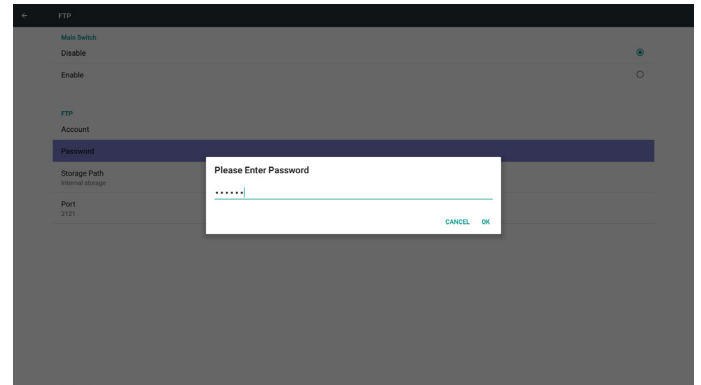 FTP
Main Switch
Disable
Enable
FTP
Account
Password
Storage Path
Internal storage
Port
2121
Please Enter Password
••••••
CANCEL OK